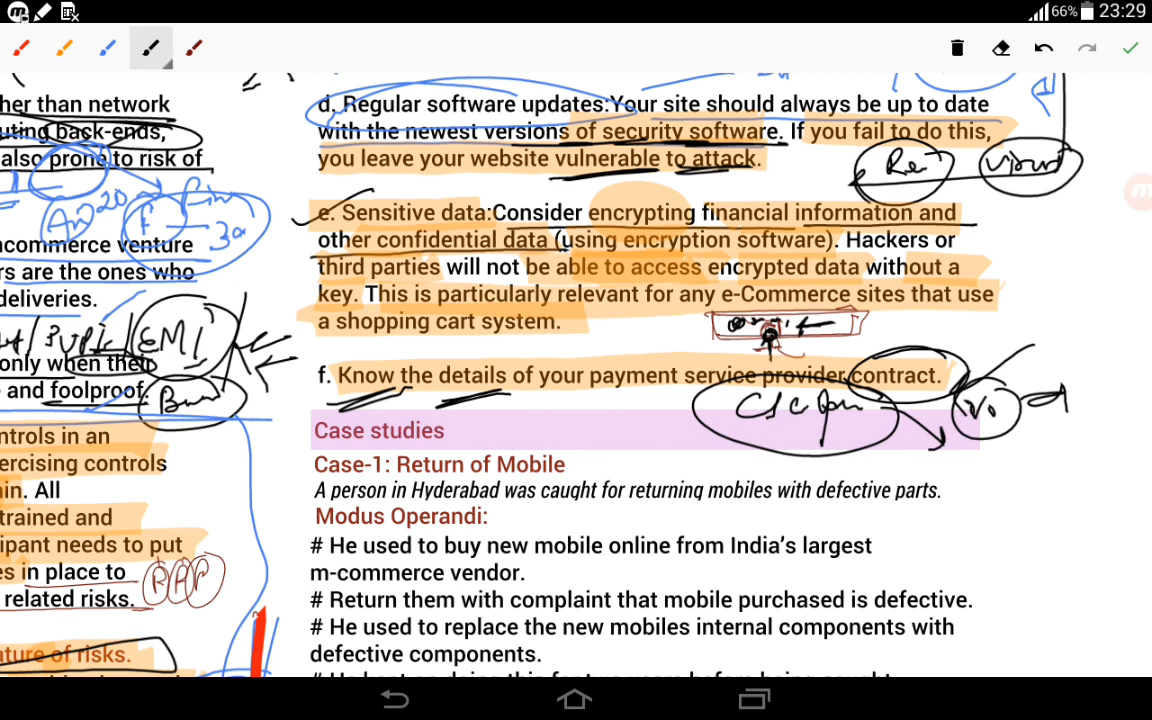 66% 23:29
her than network
uting back-ends,
also prone to risk of
commerce venture
rs are the ones who
deliveries.
EMI
only when their
and foolproof.
ntrols in an
ercising controls
in. All
trained and
ipant needs to put
es in place to
related risks.
ature of risks.
d. Regular software updates:Your site should always be up to date
with the newest versions of security software. If you fail to do this,
you leave your website vulnerable to attack.
e. Sensitive data:Consider encrypting financial information and
other confidential data (using encryption software). Hackers or
third parties will not be able to access encrypted data without a
key. This is particularly relevant for any e-Commerce sites that use
a shopping cart system.
f. Know the details of your payment service provider contract.
Case studies
Case-1: Return of Mobile
A person in Hyderabad was caught for returning mobiles with defective parts.
Modus Operandi:
# He used to buy new mobile online from India's largest
m-commerce vendor.
# Return them with complaint that mobile purchased is defective.
# He used to replace the new mobiles internal components with
defective components.